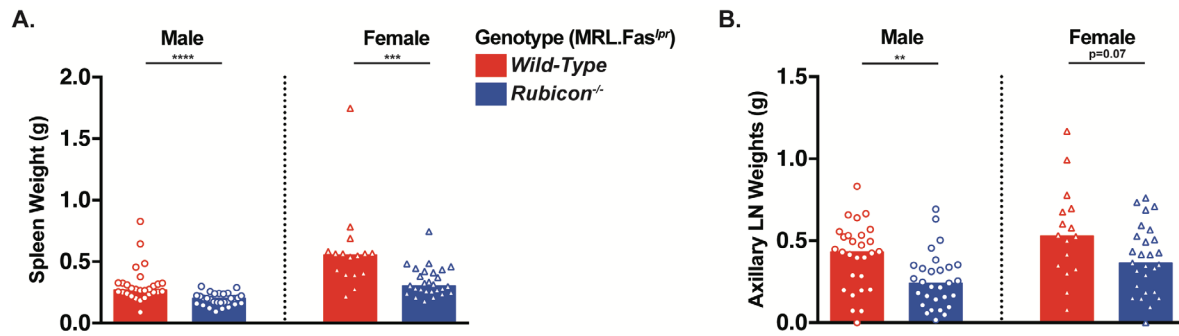 A.
Male
Female
Genotype (MRL.Fas^lpr)
****
***
Wild-Type
Rubicon-/-
2.0
1.5
1.0
0.5
0.0
Spleen Weight (g)
B.
Male
Female
**
p=0.07
1.5
1.0
0.5
0.0
Axillary LN Weights (g)